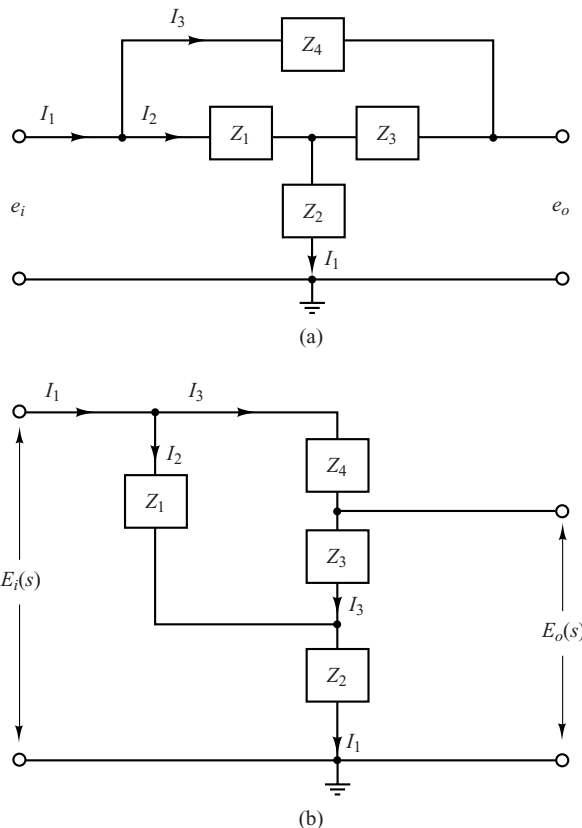 I3
Z4
I1 I2 Z1 Z3
ei Z2 eo
I1
(a)
I1 I3
I2 Z4
Z1
Z3
Ei(s) I3 Eo(s)
Z2
I1
(b)